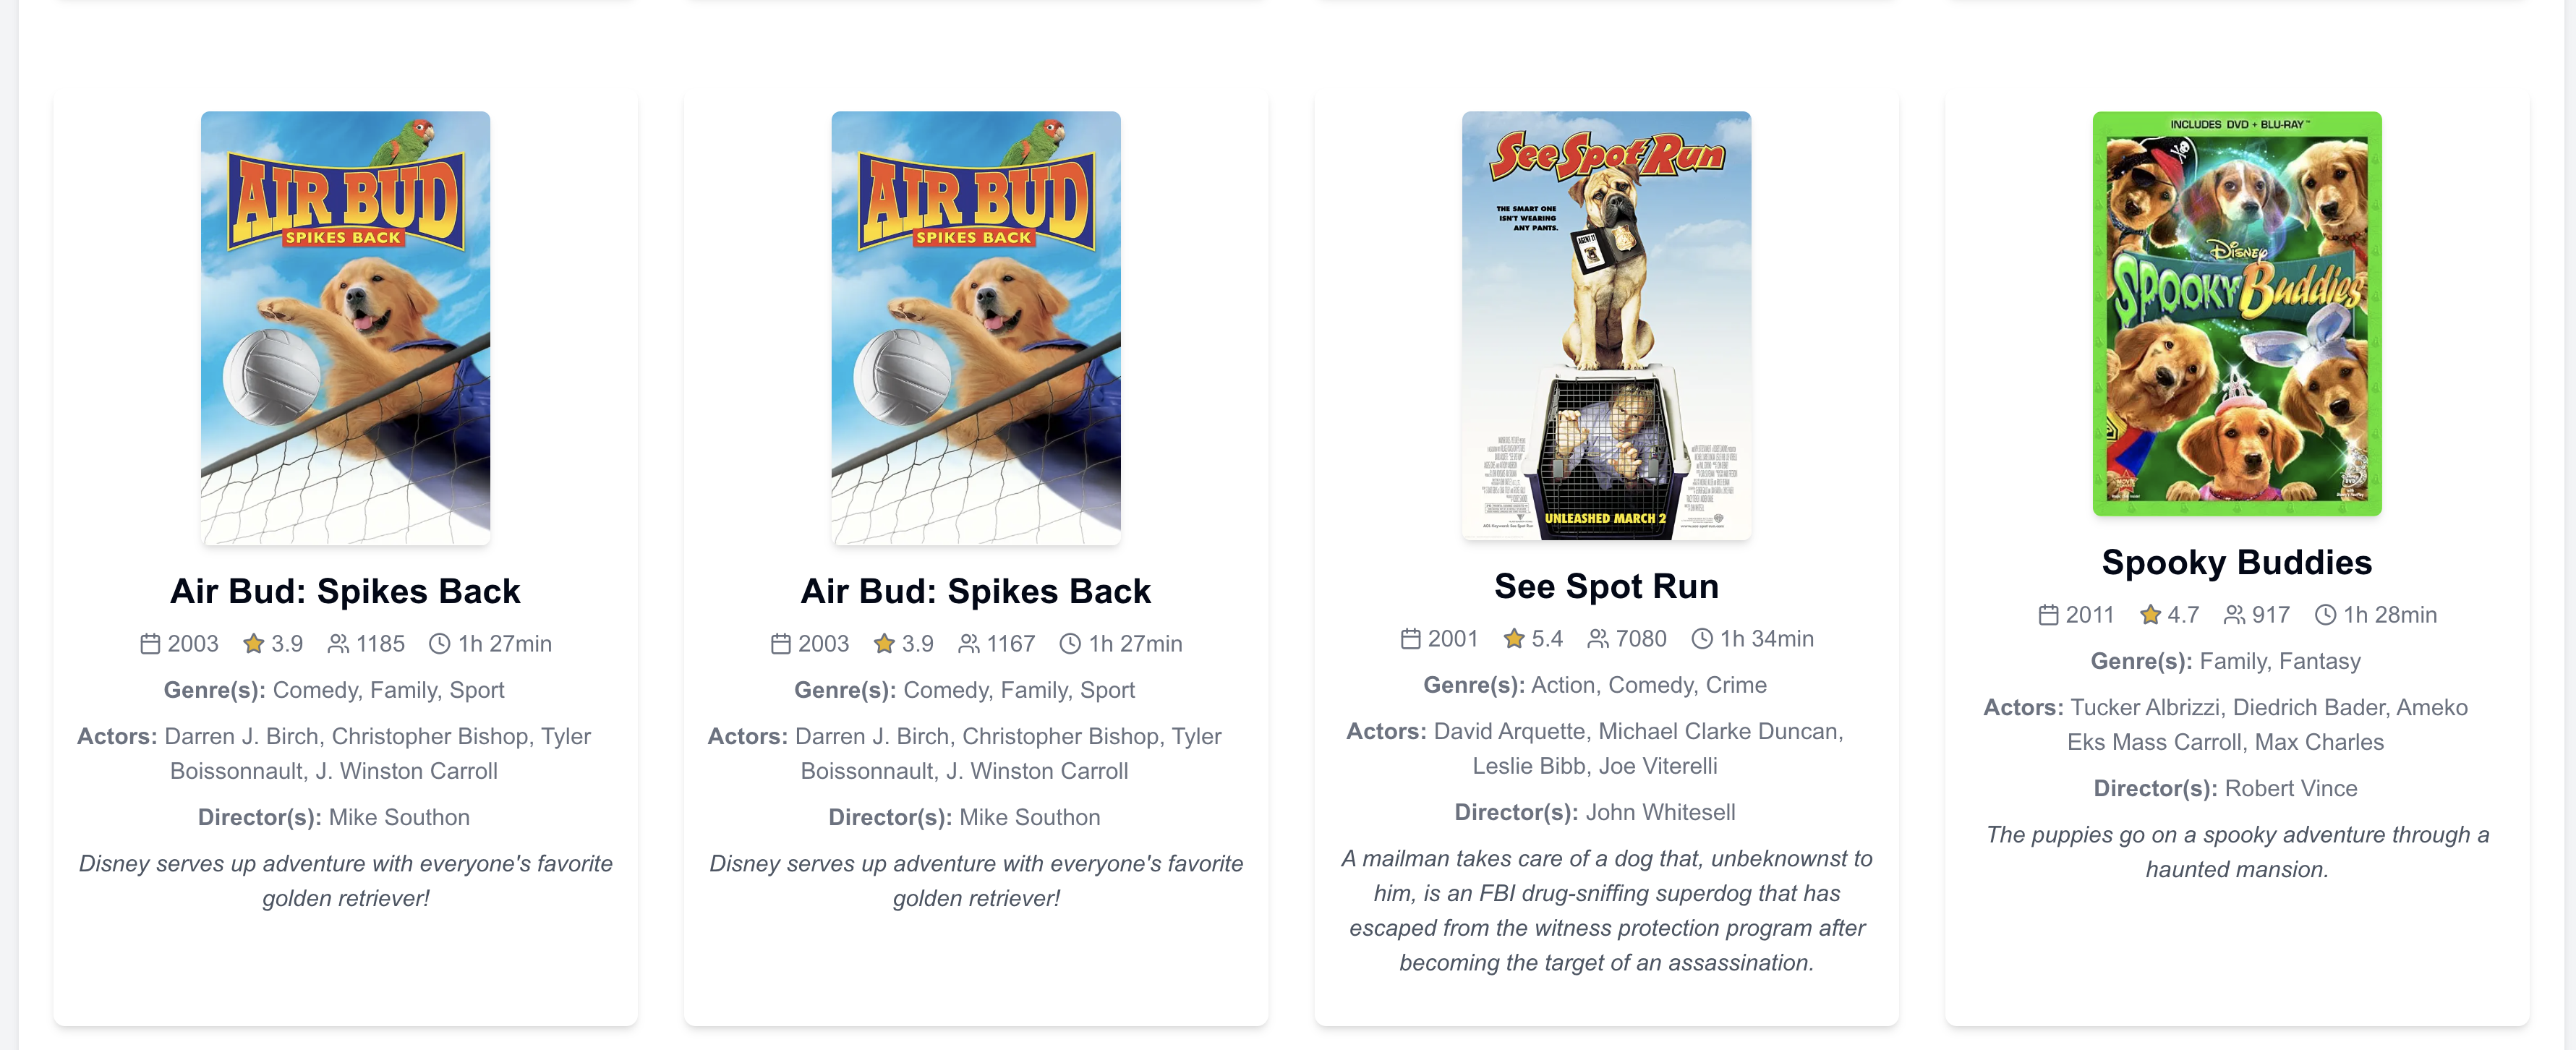 AIR BUD
SPIKES BACK
Air Bud: Spikes Back
2003 3.9 1185 1h 27min
Genre(s): Comedy, Family, Sport
Actors: Darren J. Birch, Christopher Bishop, Tyler
Boissonnault, J. Winston Carroll
Director(s): Mike Southon
Disney serves up adventure with everyone's favorite
golden retriever!
AIR BUD
SPIKES BACK
Air Bud: Spikes Back
2003 3.9 1167 1h 27min
Genre(s): Comedy, Family, Sport
Actors: Darren J. Birch, Christopher Bishop, Tyler
Boissonnault, J. Winston Carroll
Director(s): Mike Southon
Disney serves up adventure with everyone's favorite
golden retriever!
See Spot Run
THE SMART ONE
ISN'T WEARING
ANY PANTS.
AGENT 11
UNLEASHED MARCH 2
See Spot Run
2001 5.4 7080 1h 34min
Genre(s): Action, Comedy, Crime
Actors: David Arquette, Michael Clarke Duncan,
Leslie Bibb, Joe Viterelli
Director(s): John Whitesell
A mailman takes care of a dog that, unbeknownst to
him, is an FBI drug-sniffing superdog that has
escaped from the witness protection program after
becoming the target of an assassination.
INCLUDES DVD + BLU-RAY™
DISNEY
SPOOKY Buddies
Spooky Buddies
2011 4.7 917 1h 28min
Genre(s): Family, Fantasy
Actors: Tucker Albrizzi, Diedrich Bader, Ameko
Eks Mass Carroll, Max Charles
Director(s): Robert Vince
The puppies go on a spooky adventure through a
haunted mansion.